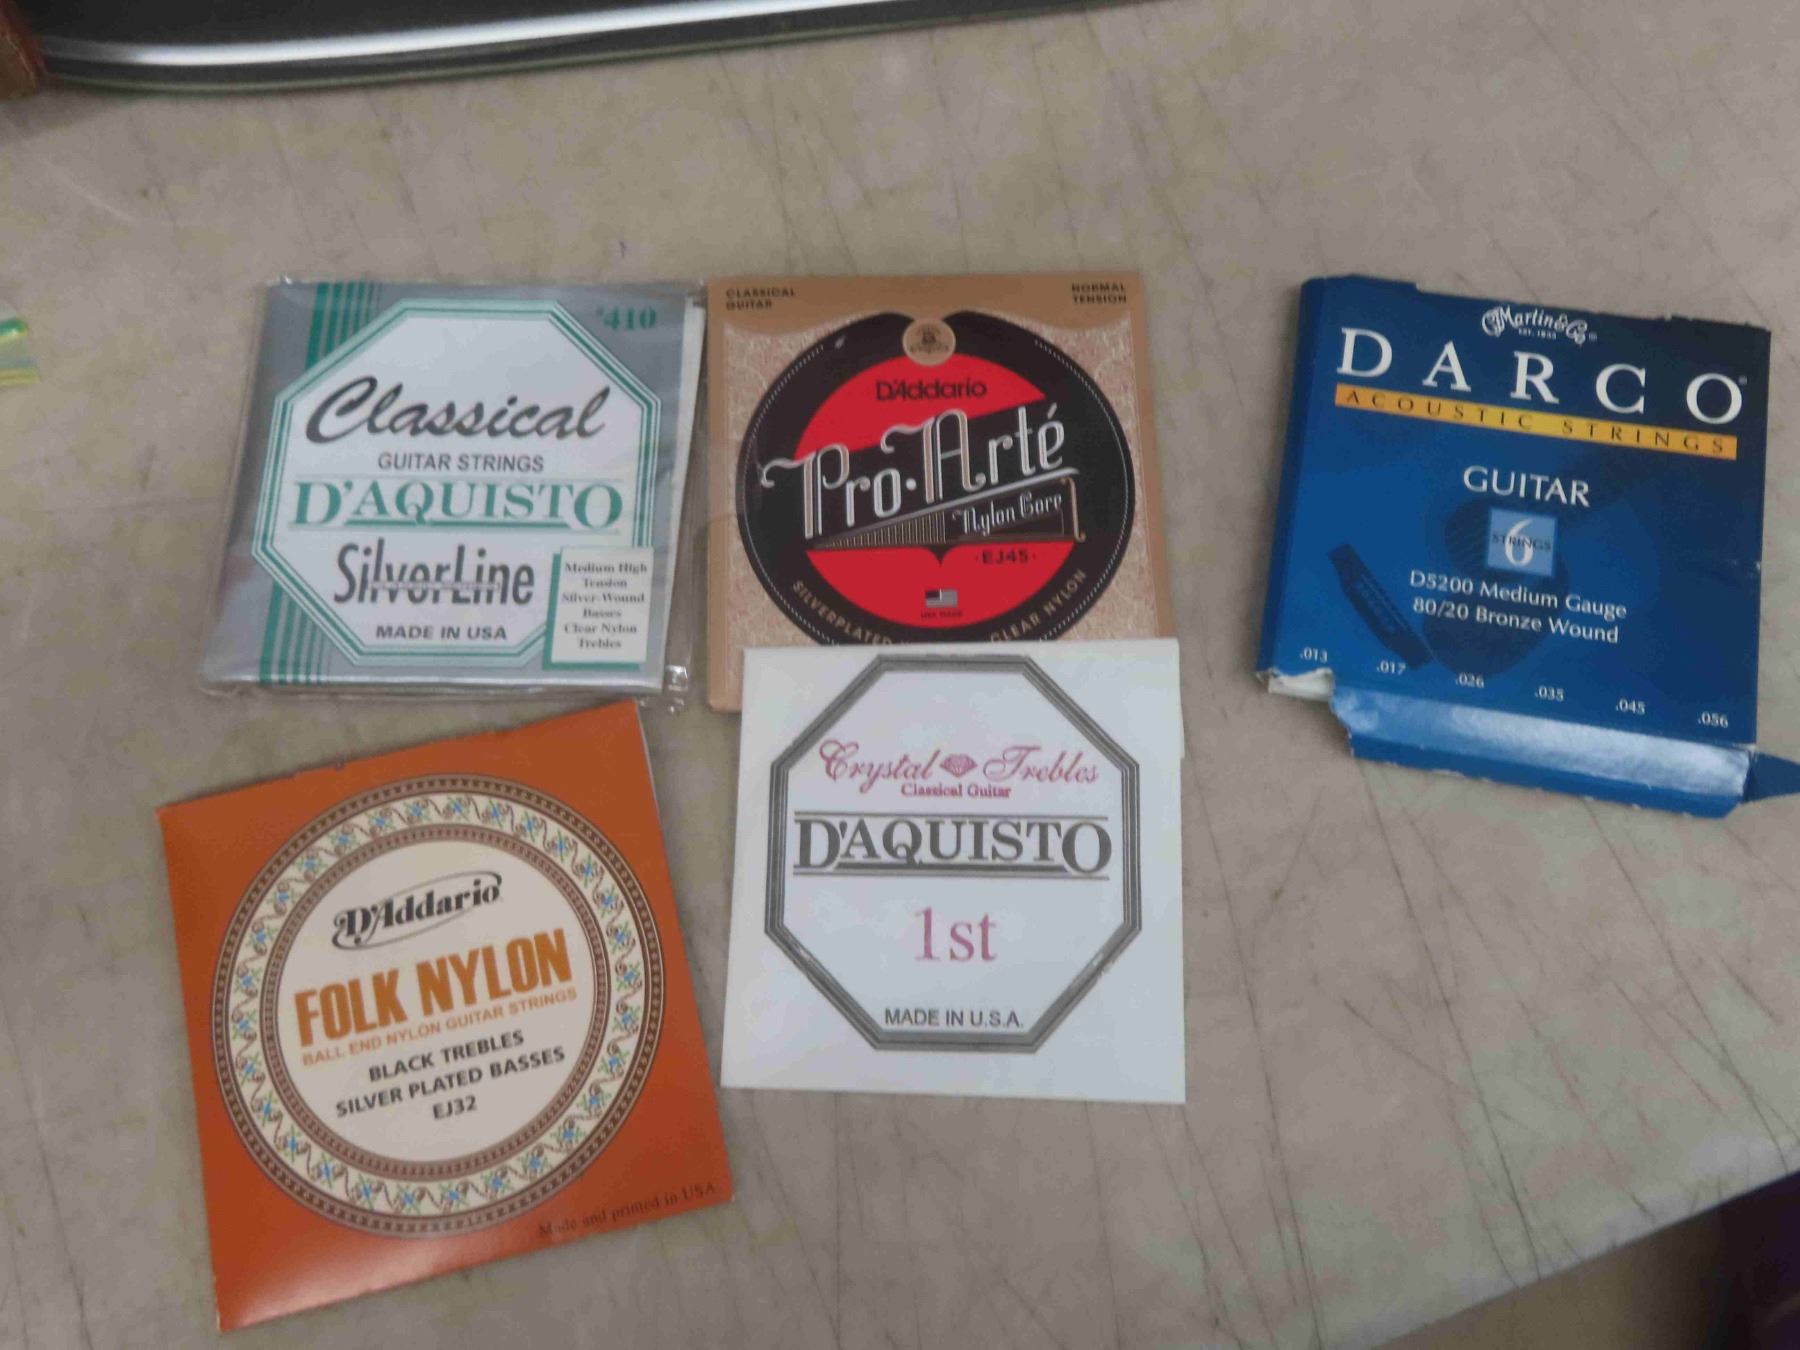 #410
Classical
GUITAR STRINGS
D'AQUISTO
SilverLine
MADE IN USA
Medium High
Tension
Silver-Wound
Basses
Clear Nylon
Trebles
CLASSICAL
GUITAR
NORMAL
TENSION
D'Addario
Pro·Arté
Nylon Core
·EJ45·
USA MADE
SILVERPLATED
CLEAR NYLON
C.F. Martin & Co.
EST. 1833
DARCO®
ACOUSTIC STRINGS
GUITAR
6
STRINGS
D5200 Medium Gauge
80/20 Bronze Wound
.013 .017 .026 .035 .045 .056
D'Addario
FOLK NYLON
BALL END NYLON GUITAR STRINGS
BLACK TREBLES
SILVER PLATED BASSES
EJ32
Made and printed in USA
Crystal Trebles
Classical Guitar
D'AQUISTO
1st
MADE IN U.S.A.